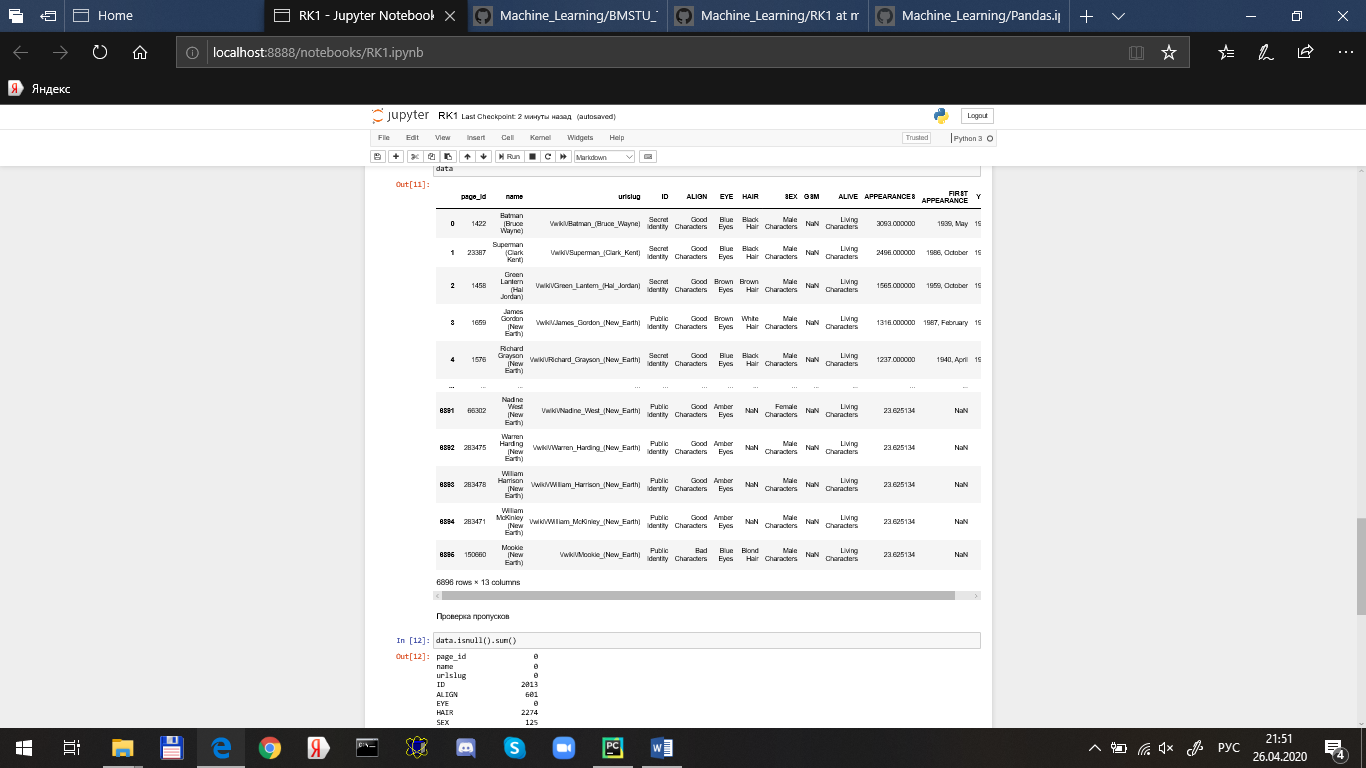 Home
RK1 - Jupyter Notebook
Machine_Learning/BMSTU_
Machine_Learning/RK1 at m
Machine_Learning/Pandas.ip
localhost:8888/notebooks/RK1.ipynb
Яндекс
jupyter RK1 Last Checkpoint: 2 минуты назад (autosaved) Logout
File Edit View Insert Cell Kernel Widgets Help Trusted Python 3
Run Markdown
data
Out[11]:
page_id name urlslug ID ALIGN EYE HAIR SEX GSM ALIVE APPEARANCES FIRST APPEARANCE Y
0 1422 Batman (Bruce Wayne) \/wiki\/Batman_(Bruce_Wayne) Secret Identity Good Characters Blue Eyes Black Hair Male Characters NaN Living Characters 3093.000000 1939, May 19
1 23387 Superman (Clark Kent) \/wiki\/Superman_(Clark_Kent) Secret Identity Good Characters Blue Eyes Black Hair Male Characters NaN Living Characters 2496.000000 1986, October 19
2 1458 Green Lantern (Hal Jordan) \/wiki\/Green_Lantern_(Hal_Jordan) Secret Identity Good Characters Brown Eyes Brown Hair Male Characters NaN Living Characters 1565.000000 1959, October 19
3 1659 James Gordon (New Earth) \/wiki\/James_Gordon_(New_Earth) Public Identity Good Characters Brown Eyes White Hair Male Characters NaN Living Characters 1316.000000 1987, February 19
4 1576 Richard Grayson (New Earth) \/wiki\/Richard_Grayson_(New_Earth) Secret Identity Good Characters Blue Eyes Black Hair Male Characters NaN Living Characters 1237.000000 1940, April 19
... ... ... ... ... ... ... ... ... ... ... ... ...
6891 66302 Nadine West (New Earth) \/wiki\/Nadine_West_(New_Earth) Public Identity Good Characters Amber Eyes NaN Female Characters NaN Living Characters 23.625134 NaN
6892 283475 Warren Harding (New Earth) \/wiki\/Warren_Harding_(New_Earth) Public Identity Good Characters Amber Eyes NaN Male Characters NaN Living Characters 23.625134 NaN
6893 283478 William Harrison (New Earth) \/wiki\/William_Harrison_(New_Earth) Public Identity Good Characters Amber Eyes NaN Male Characters NaN Living Characters 23.625134 NaN
6894 283471 William McKinley (New Earth) \/wiki\/William_McKinley_(New_Earth) Public Identity Good Characters Amber Eyes NaN Male Characters NaN Living Characters 23.625134 NaN
6895 150660 Mookie (New Earth) \/wiki\/Mookie_(New_Earth) Public Identity Bad Characters Blue Eyes Blond Hair Male Characters NaN Living Characters 23.625134 NaN
6896 rows × 13 columns
Проверка пропусков
In [12]: data.isnull().sum()
Out[12]: page_id 0
name 0
urlslug 0
ID 2013
ALIGN 601
EYE 0
HAIR 2274
SEX 125
РУС
21:51
26.04.2020
4